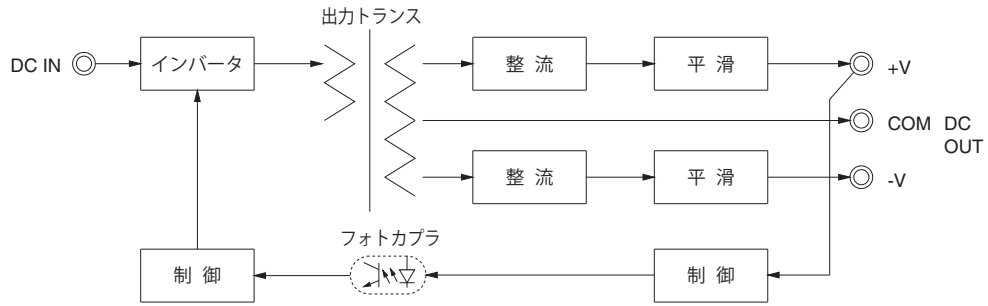 出力トランス
DC IN
インバータ
整 流
平 滑
+V
COM DC
OUT
整 流
平 滑
-V
フォトカプラ
制 御
制 御